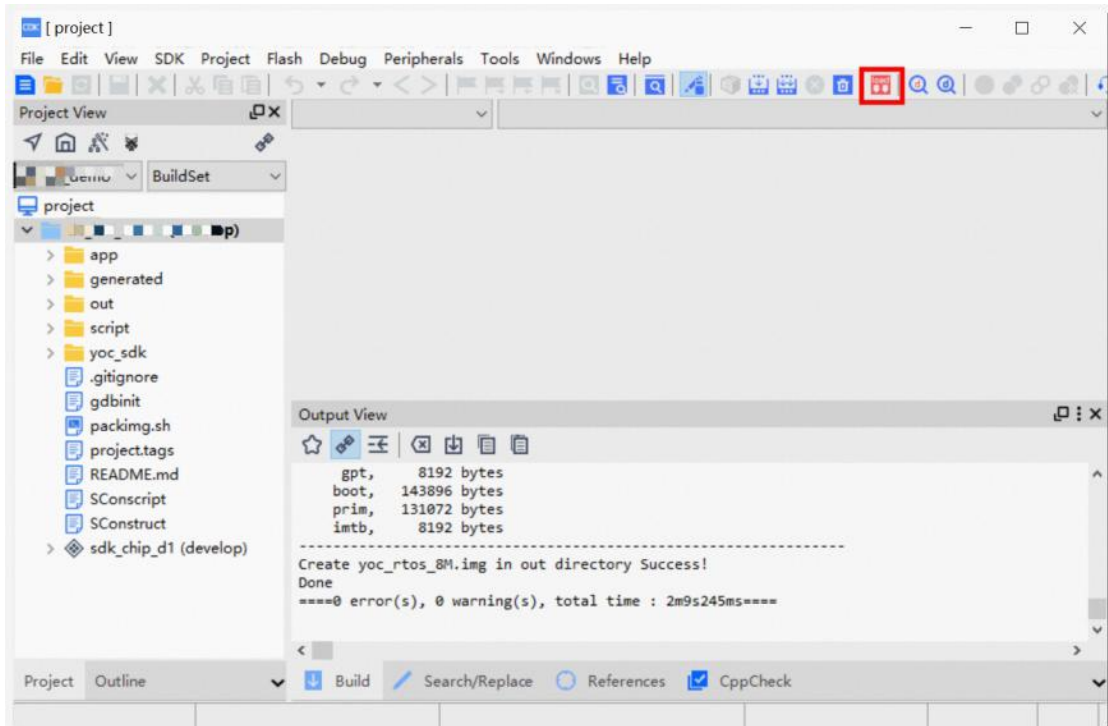 CDK [ project ]
File Edit View SDK Project Flash Debug Peripherals Tools Windows Help
Project View
BuildSet
project
p)
app
generated
out
script
yoc_sdk
.gitignore
gdbinit
packimg.sh
project.tags
README.md
SConscript
SConstruct
sdk_chip_d1 (develop)
Output View
gpt, 8192 bytes
boot, 143896 bytes
prim, 131072 bytes
imtb, 8192 bytes
--------------------------------------------------------------------
Create yoc_rtos_8M.img in out directory Success!
Done
====0 error(s), 0 warning(s), total time : 2m9s245ms====
Project Outline
Build Search/Replace References CppCheck